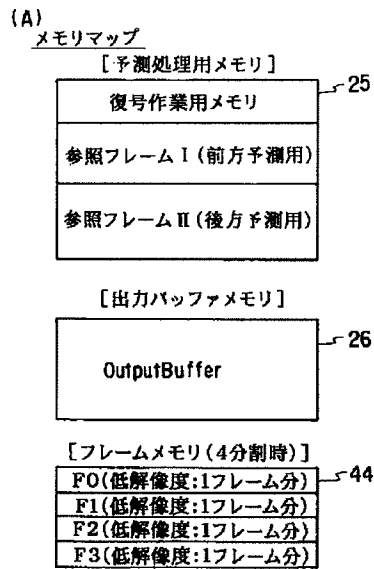 (A)
メモリマップ
[予測処理用メモリ]
復号作業用メモリ
25
参照フレームⅠ(前方予測用)
参照フレームⅡ(後方予測用)
[出力バッファメモリ]
OutputBuffer
26
[フレームメモリ(4分割時)]
F0(低解像度:1フレーム分)
44
F1(低解像度:1フレーム分)
F2(低解像度:1フレーム分)
F3(低解像度:1フレーム分)